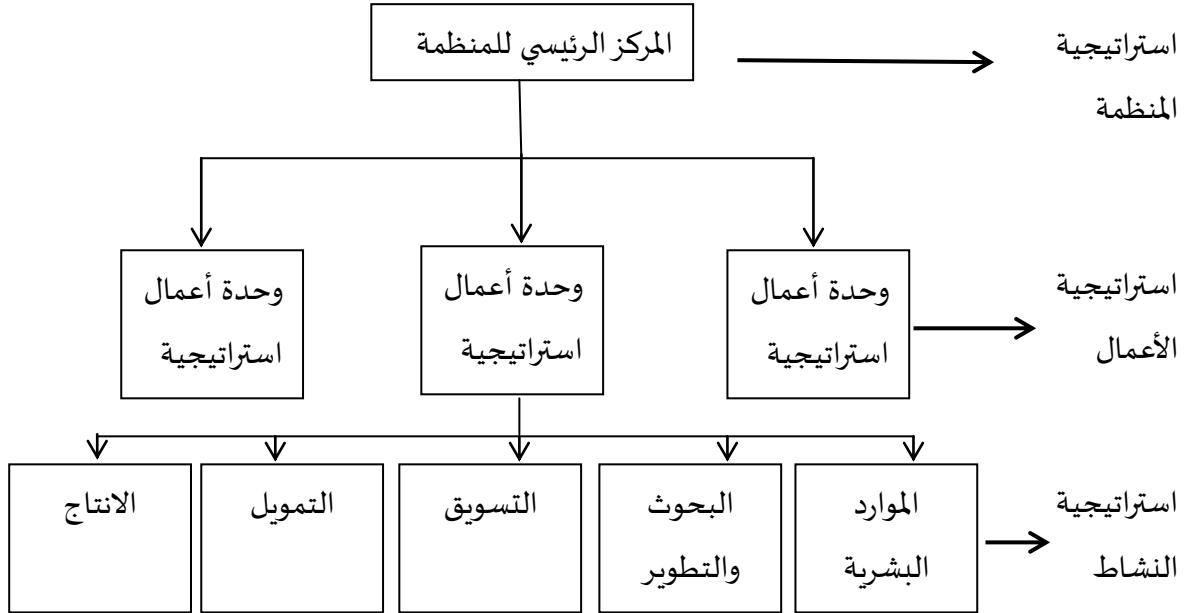 المركز الرئيسي للمنظمة
استراتيجية
المنظمة
وحدة أعمال
استراتيجية
وحدة أعمال
استراتيجية
وحدة أعمال
استراتيجية
استراتيجية
الأعمال
الموارد
البشرية
البحوث
والتطوير
التسويق
التمويل
الانتاج
استراتيجية
النشاط